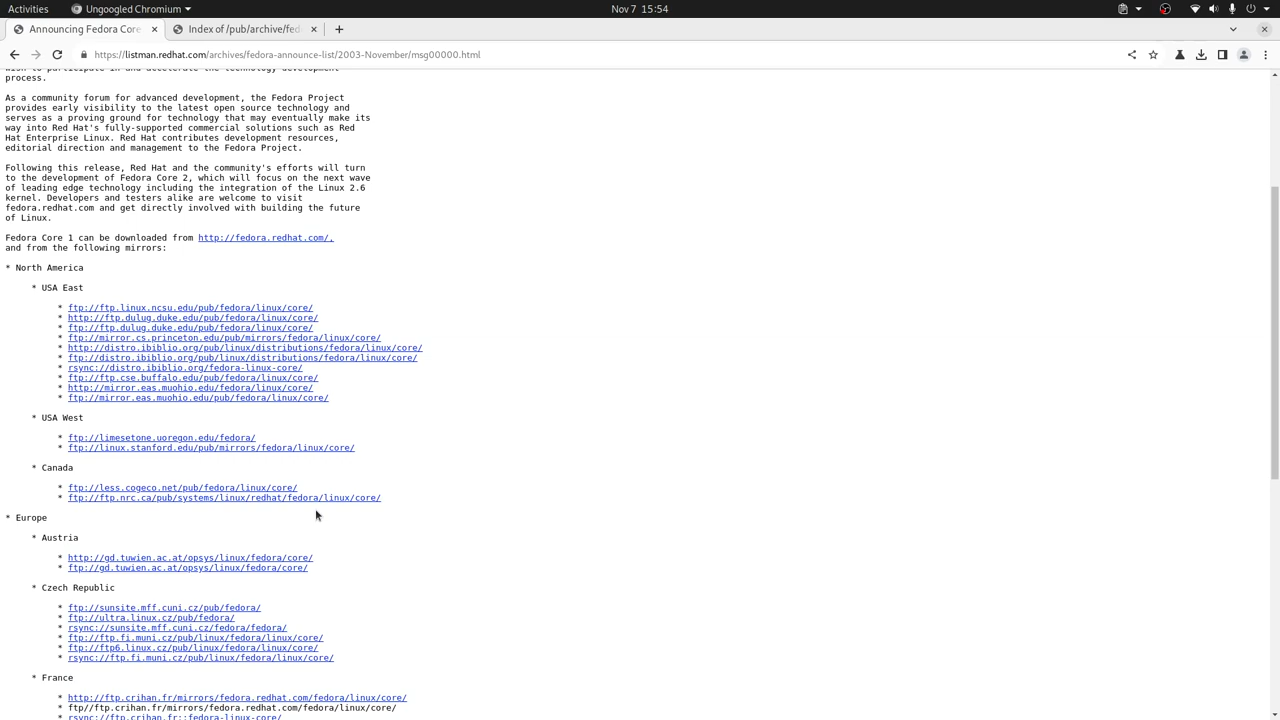 Activities
Ungoogled Chromium
Nov 7 15:54
Announcing Fedora Core
Index of /pub/archive/fed
https://listman.redhat.com/archives/fedora-announce-list/2003-November/msg00000.html
wish to participate in and accelerate the technology development
process.
As a community forum for advanced development, the Fedora Project
provides early visibility to the latest open source technology and
serves as a proving ground for technology that may eventually make its
way into Red Hat's fully-supported commercial solutions such as Red
Hat Enterprise Linux. Red Hat contributes development resources,
editorial direction and management to the Fedora Project.
Following this release, Red Hat and the community's efforts will turn
to the development of Fedora Core 2, which will focus on the next wave
of leading edge technology including the integration of the Linux 2.6
kernel. Developers and testers alike are welcome to visit
fedora.redhat.com and get directly involved with building the future
of Linux.
Fedora Core 1 can be downloaded from http://fedora.redhat.com/,
and from the following mirrors:
* North America
* USA East
* ftp://ftp.linux.ncsu.edu/pub/fedora/linux/core/
* http://ftp.dulug.duke.edu/pub/fedora/linux/core/
* ftp://ftp.dulug.duke.edu/pub/fedora/linux/core/
* ftp://mirror.cs.princeton.edu/pub/mirrors/fedora/linux/core/
* http://distro.ibiblio.org/pub/linux/distributions/fedora/linux/core/
* ftp://distro.ibiblio.org/pub/linux/distributions/fedora/linux/core/
* rsync://distro.ibiblio.org/fedora-linux-core/
* ftp://ftp.cse.buffalo.edu/pub/fedora/linux/core/
* http://mirror.eas.muohio.edu/fedora/linux/core/
* ftp://mirror.eas.muohio.edu/pub/fedora/linux/core/
* USA West
* ftp://limesetone.uoregon.edu/fedora/
* ftp://linux.stanford.edu/pub/mirrors/fedora/linux/core/
* Canada
* ftp://less.cogeco.net/pub/fedora/linux/core/
* ftp://ftp.nrc.ca/pub/systems/linux/redhat/fedora/linux/core/
* Europe
* Austria
* http://gd.tuwien.ac.at/opsys/linux/fedora/core/
* ftp://gd.tuwien.ac.at/opsys/linux/fedora/core/
* Czech Republic
* ftp://sunsite.mff.cuni.cz/pub/fedora/
* ftp://ultra.linux.cz/pub/fedora/
* rsync://sunsite.mff.cuni.cz/fedora/fedora/
* ftp://ftp.fi.muni.cz/pub/linux/fedora/linux/core/
* ftp://ftp6.linux.cz/pub/linux/fedora/linux/core/
* rsync://ftp.fi.muni.cz/pub/linux/fedora/linux/core/
* France
* http://ftp.crihan.fr/mirrors/fedora.redhat.com/fedora/linux/core/
* ftp//ftp.crihan.fr/mirrors/fedora.redhat.com/fedora/linux/core/
* rsync://ftp.crihan.fr::fedora-linux-core/